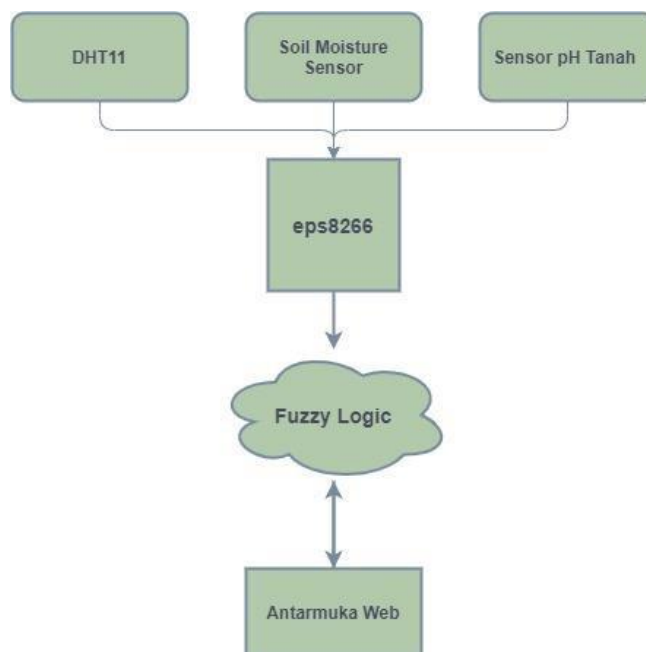 DHT11
Soil Moisture
Sensor
Sensor pH Tanah
eps8266
Fuzzy Logic
Antarmuka Web